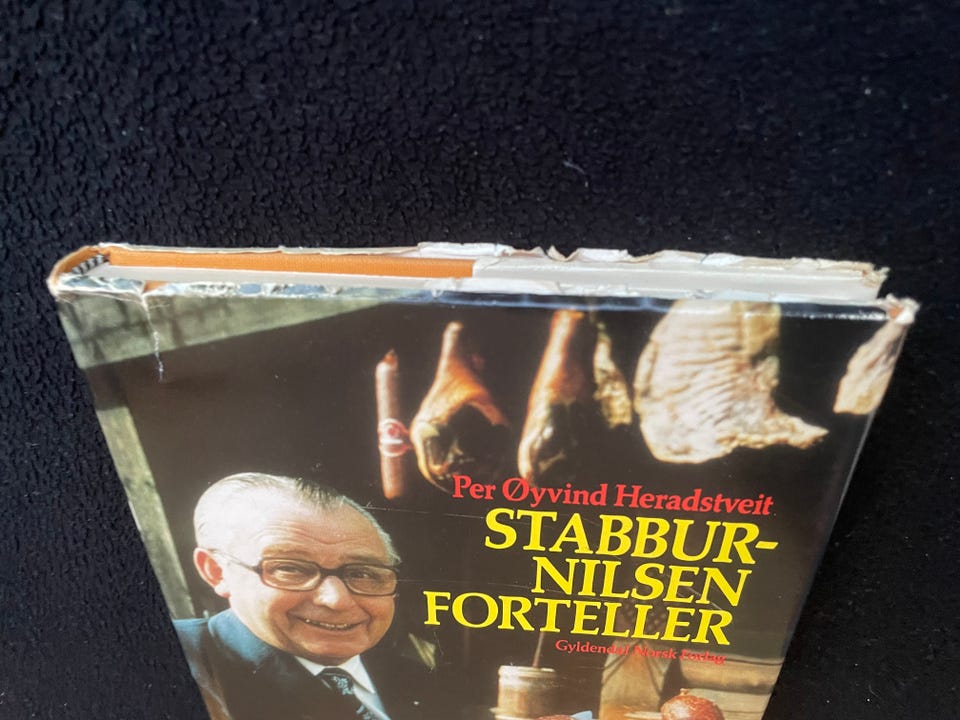 Per Øyvind Heradstveit
STABBUR-
NILSEN
FORTELLER
Gyldendal Norsk Forlag